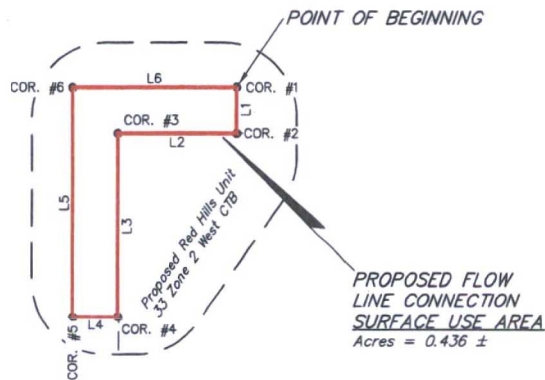 POINT OF BEGINNING
COR. #6
L6
COR. #1
L1
COR. #3
COR. #2
L2
L5
L3
Proposed Red Hills Unit
33 Zone 2 West CTB
PROPOSED FLOW
LINE CONNECTION
SURFACE USE AREA
Acres = 0.436 ±
L4
COR. #4
COR. #5